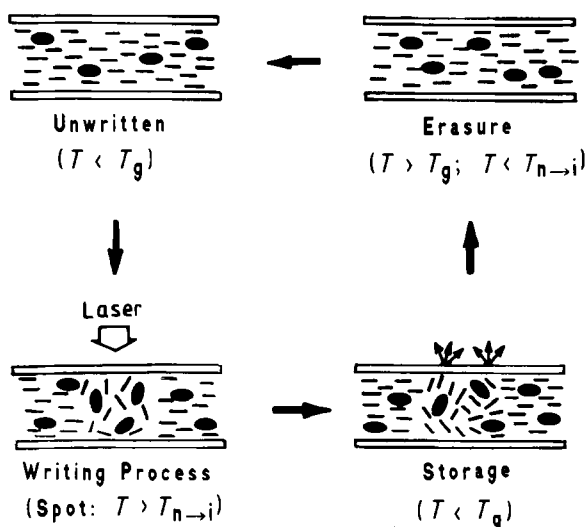 Unwritten
(T < Tg)
Erasure
(T > Tg; T < Tn→i)
Laser
Writing Process
(Spot: T > Tn→i)
Storage
(T < Tg)